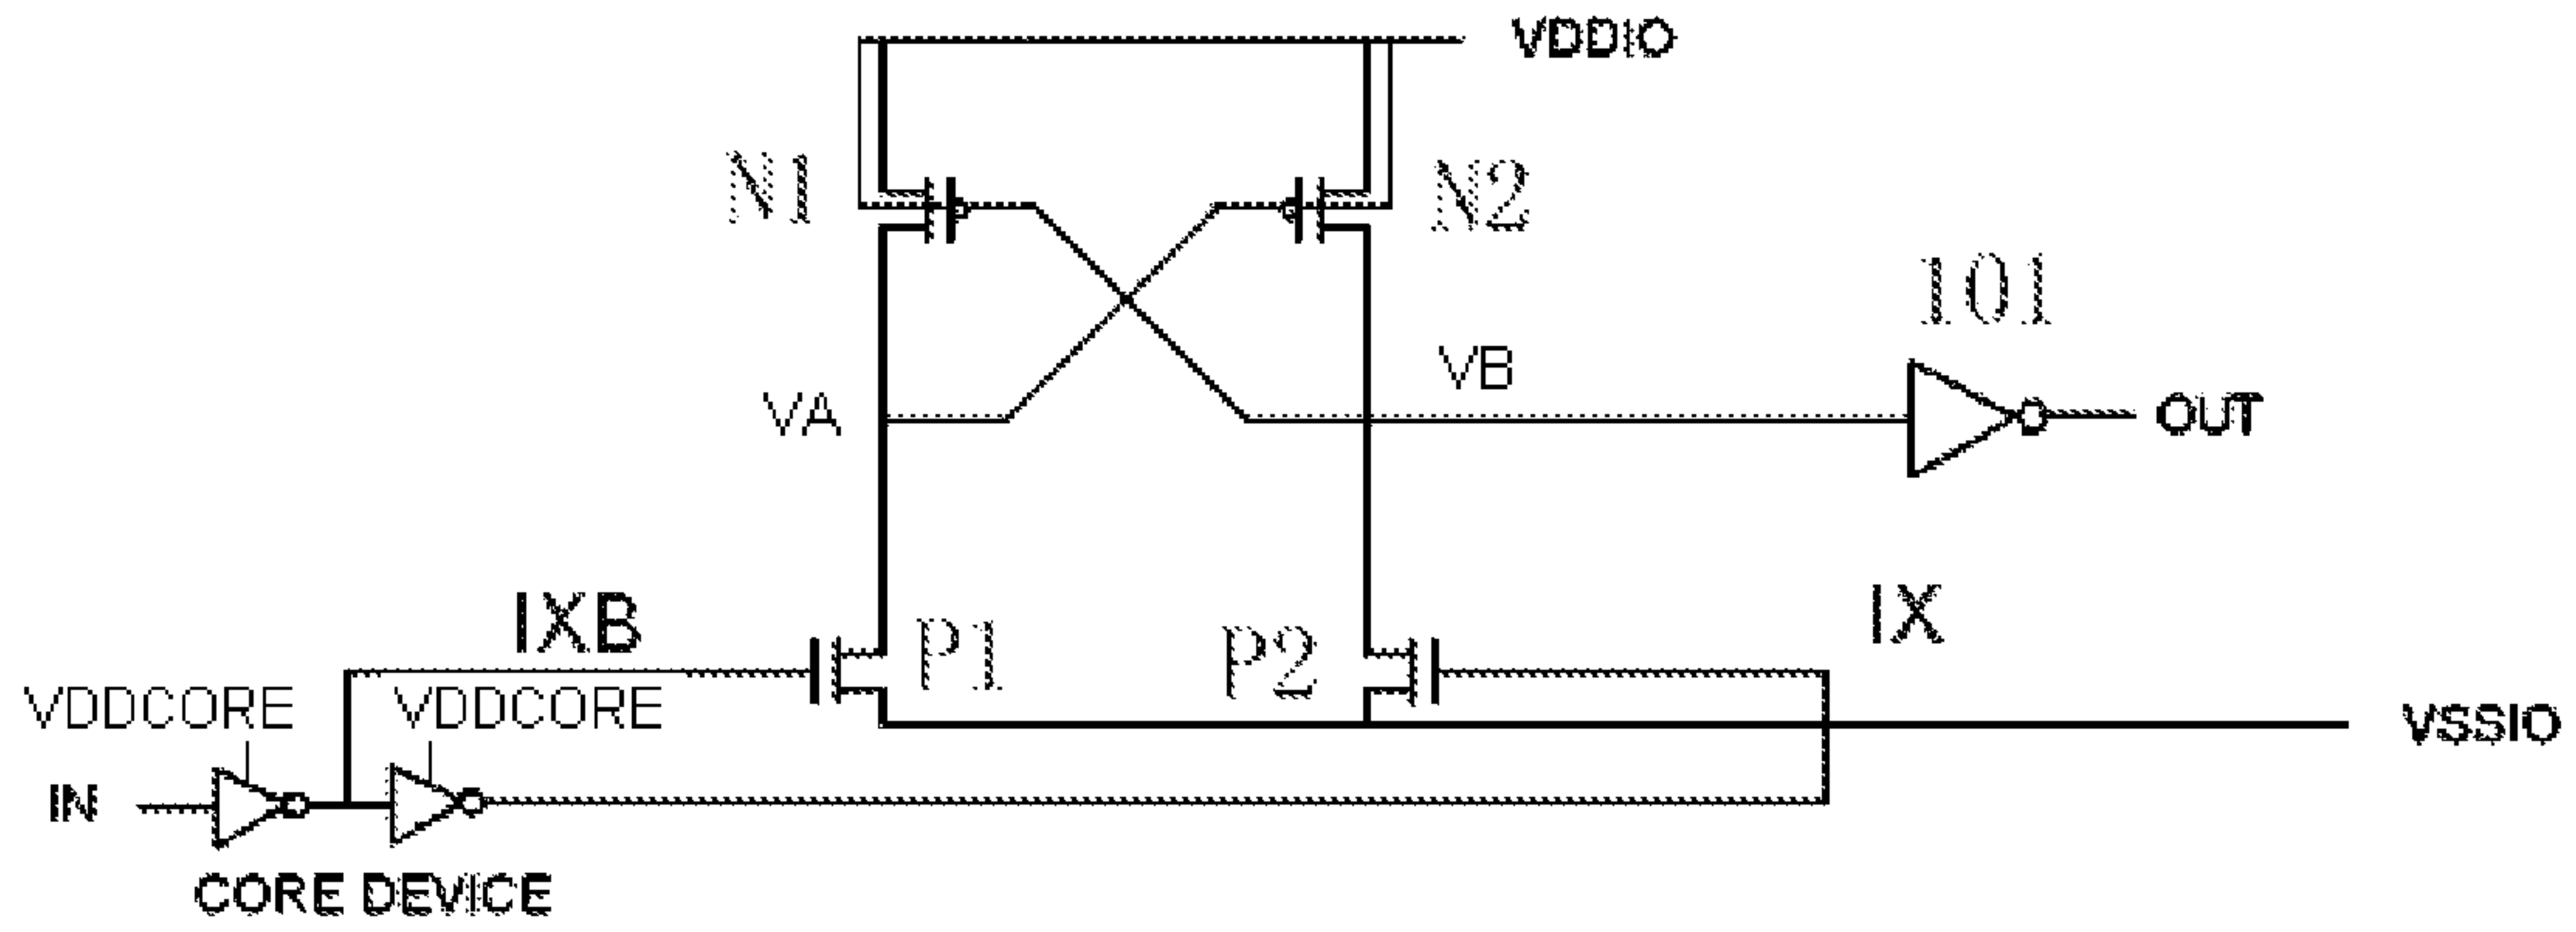 VDDIO
N1
N2
101
VB
VA
OUT
IXB
P1
P2
IX
VDDCORE
VDDCORE
VSSIO
IN
CORE DEVICE